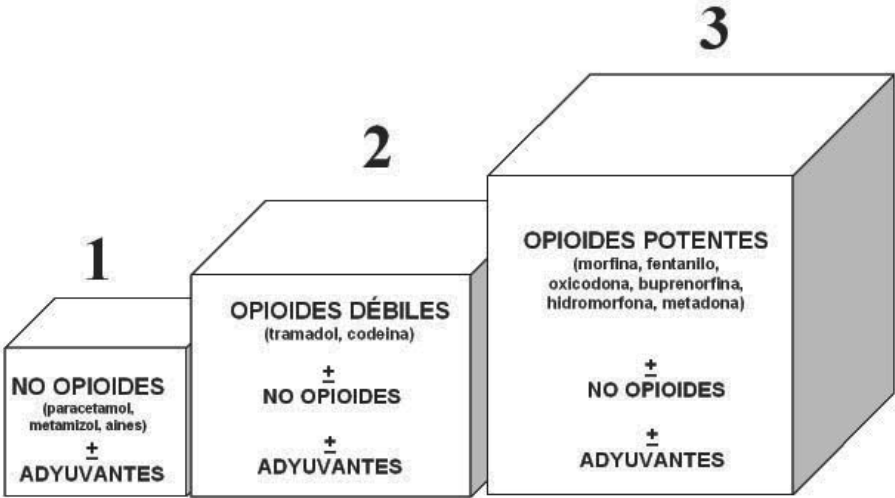 1
NO OPIOIDES
(paracetamol,
metamizol, aines)
±
ADYUVANTES
2
OPIOIDES DÉBILES
(tramadol, codeina)
±
NO OPIOIDES
±
ADYUVANTES
3
OPIOIDES POTENTES
(morfina, fentanilo,
oxicodona, buprenorfina,
hidromorfona, metadona)
±
NO OPIOIDES
±
ADYUVANTES